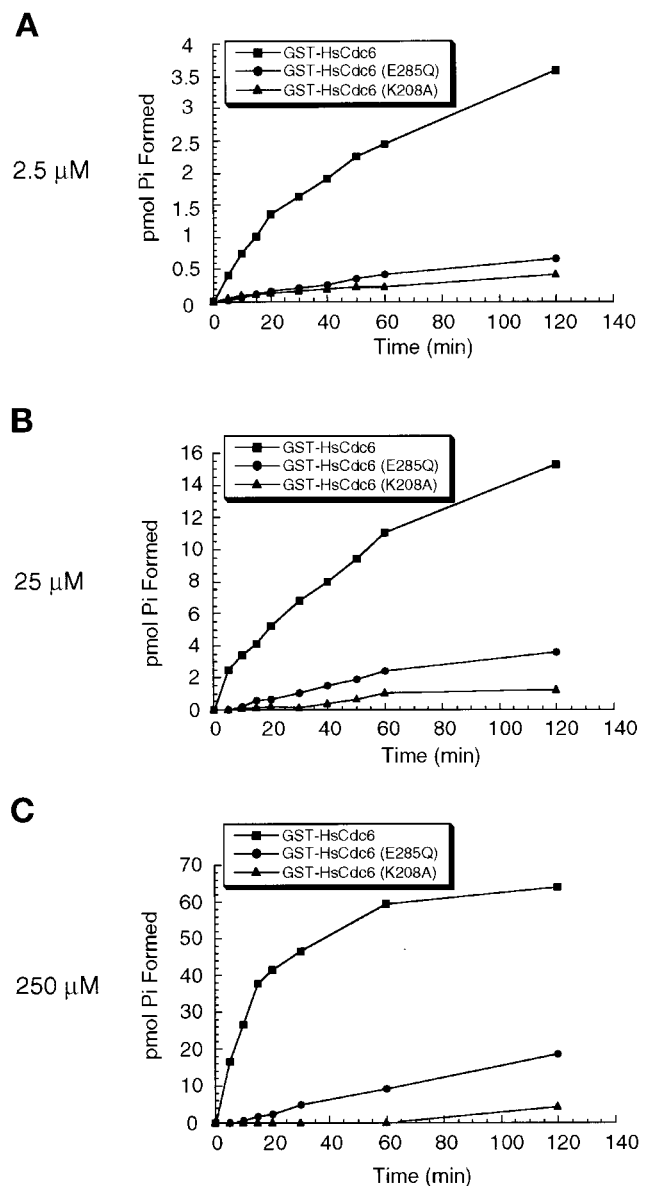 A
2.5 μM
pmol Pi Formed
4
3.5
3
2.5
2
1.5
1
0.5
0
GST-HsCdc6
GST-HsCdc6 (E285Q)
GST-HsCdc6 (K208A)
0 20 40 60 80 100 120 140
Time (min)
B
25 μM
pmol Pi Formed
16
14
12
10
8
6
4
2
0
GST-HsCdc6
GST-HsCdc6 (E285Q)
GST-HsCdc6 (K208A)
0 20 40 60 80 100 120 140
Time (min)
C
250 μM
pmol Pi Formed
70
60
50
40
30
20
10
0
GST-HsCdc6
GST-HsCdc6 (E285Q)
GST-HsCdc6 (K208A)
0 20 40 60 80 100 120 140
Time (min)